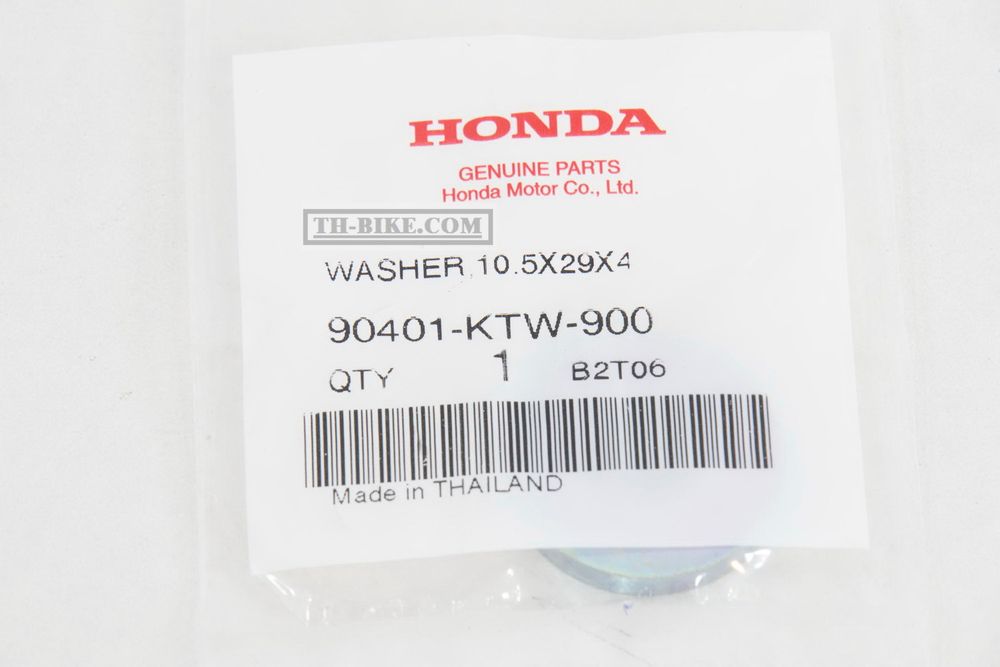 HONDA
GENUINE PARTS
Honda Motor Co., Ltd.
TH-BIKE.COM
WASHER,10.5X29X4
90401-KTW-900
QTY 1 B2T06
Made in THAILAND